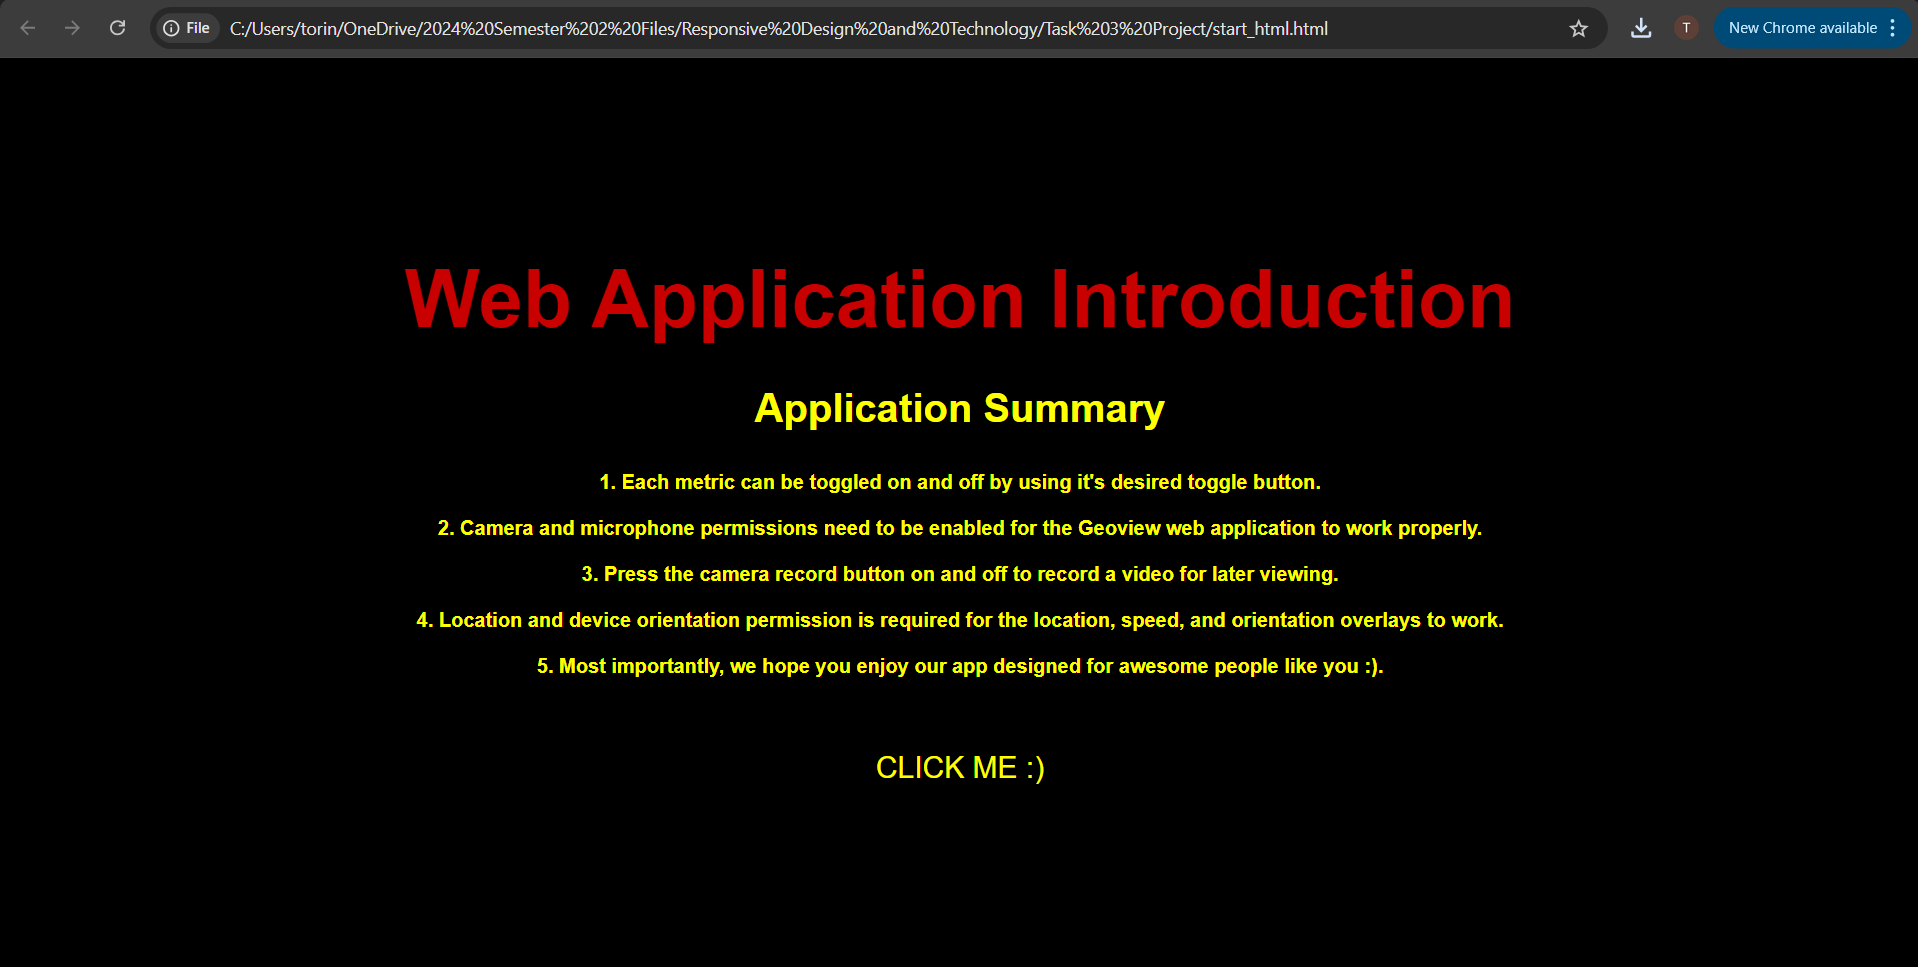 File
C:/Users/torin/OneDrive/2024%20Semester%202%20Files/Responsive%20Design%20and%20Technology/Task%203%20Project/start_html.html
T
New Chrome available
Web Application Introduction
Application Summary
1. Each metric can be toggled on and off by using it's desired toggle button.
2. Camera and microphone permissions need to be enabled for the Geoview web application to work properly.
3. Press the camera record button on and off to record a video for later viewing.
4. Location and device orientation permission is required for the location, speed, and orientation overlays to work.
5. Most importantly, we hope you enjoy our app designed for awesome people like you :).
CLICK ME :)